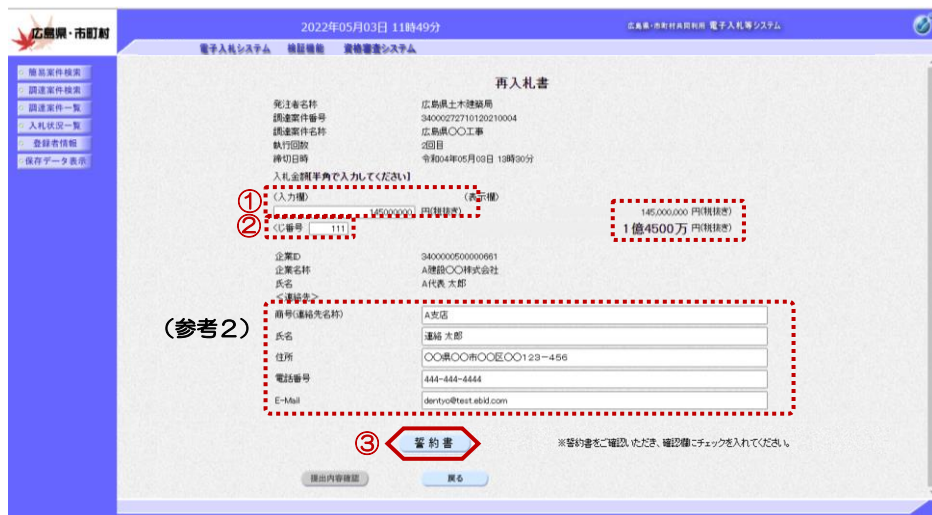 広島県・市町村
2022年05月03日 11時49分
広島県・市町村共同利用 電子入札等システム
電子入札システム 検証機能 資格審査システム
簡易案件検索
調達案件検索
調達案件一覧
入札状況一覧
登録者情報
保存データ表示
再入札書
発注者名称 広島県土木建築局
調達案件番号 34000272710120210004
調達案件名称 広島県〇〇工事
執行回数 2回目
締切日時 令和04年05月03日 13時30分
入札金額[半角で入力してください]
① (入力欄) (表示欄)
145000000 円(税抜き) 145,000,000 円(税抜き)
② くじ番号 111 1億4500万 円(税抜き)
企業ID 3400000500000661
企業名称 A建設〇〇株式会社
氏名 A代表 太郎
<連絡先>
(参考2)
商号(連絡先名称) A支店
氏名 連絡 太郎
住所 〇〇県〇〇市〇〇区〇〇123-456
電話番号 444-444-4444
E-Mail dentyo@test.ebid.com
③ 誓約書 ※誓約書をご確認いただき、確認欄にチェックを入れてください。
提出内容確認 戻る